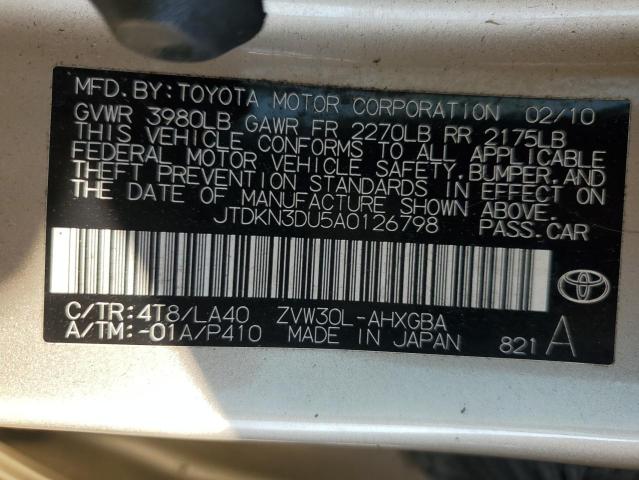 MFD.BY:TOYOTA MOTOR CORPORATION 02/10
GVWR 3980LB GAWR FR 2270LB RR 2175LB
THIS VEHICLE CONFORMS TO ALL APPLICABLE
FEDERAL MOTOR VEHICLE SAFETY,BUMPER,AND
THEFT PREVENTION STANDARDS IN EFFECT ON
THE DATE OF MANUFACTURE SHOWN ABOVE.
JTDKN3DU5A0126798 PASS.CAR
C/TR:4T8/LA40 ZVW30L-AHXGBA
A/TM:-01A/P410 MADE IN JAPAN 821 A